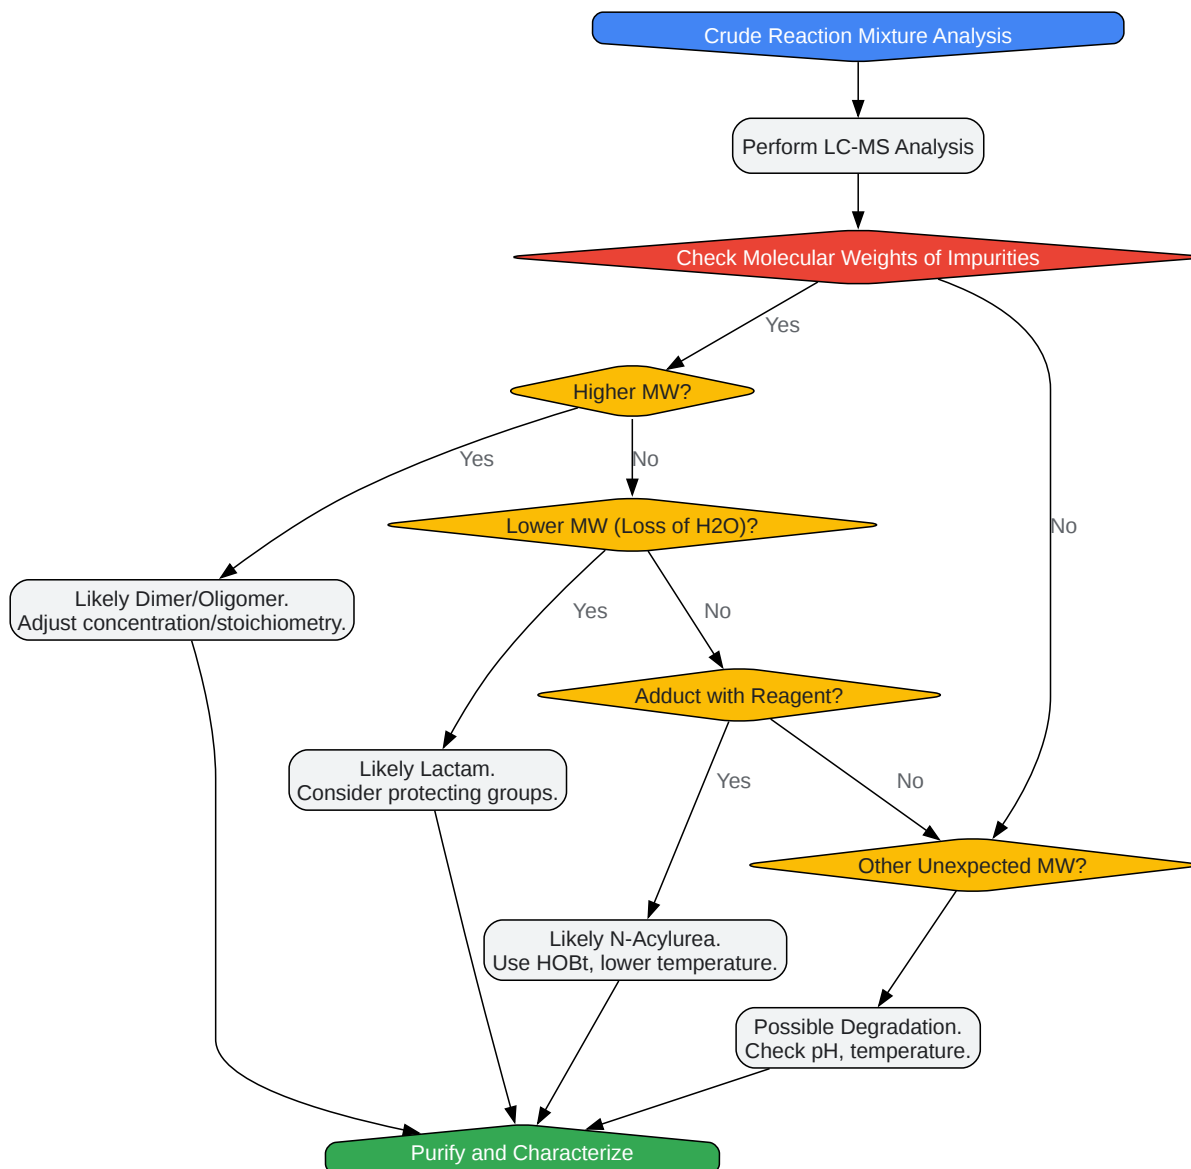 Crude Reaction Mixture Analysis
Perform LC-MS Analysis
Check Molecular Weights of Impurities
Yes
Higher MW?
Yes
No
Lower MW (Loss of H2O)?
No
Likely Dimer/Oligomer.
Adjust concentration/stoichiometry.
Yes
No
Adduct with Reagent?
Likely Lactam.
Consider protecting groups.
Yes
No
Other Unexpected MW?
Likely N-Acylurea.
Use HOBt, lower temperature.
Possible Degradation.
Check pH, temperature.
Purify and Characterize